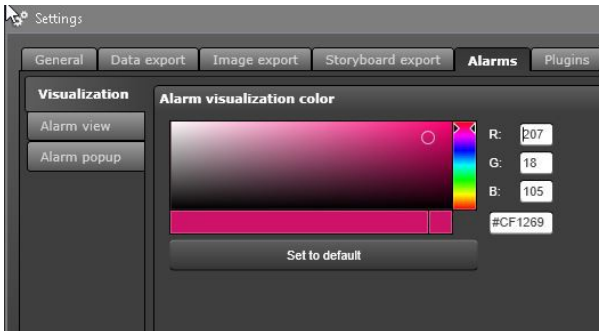 Settings
General Data export Image export Storyboard export Alarms Plugins
Visualization
Alarm view
Alarm popup
Alarm visualization color
R: 207
G: 18
B: 105
#CF1269
Set to default